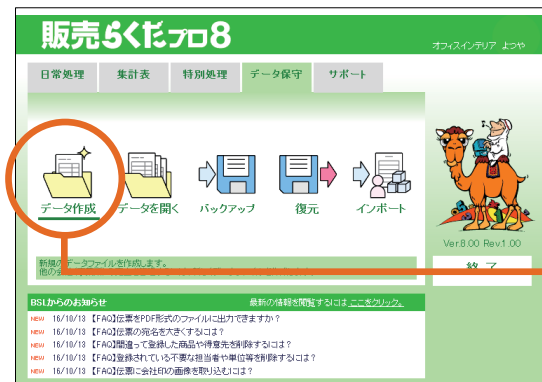 販売らくだプロ8
オフィスインテリア よつや
日常処理 集計表 特別処理 データ保守 サポート
データ作成 データを開く バックアップ 復元 インポート
Ver.8.00 Rev.1.00
新規のデータファイルを作成します。
終了
BSLからのお知らせ 最新の情報を閲覧するには ここをクリック。
NEW 16/10/13 【FAQ】伝票をPDF形式のファイルに出力できますか？
NEW 16/10/13 【FAQ】伝票の宛名を大きくするには？
NEW 16/10/13 【FAQ】間違って登録した商品や得意先を削除するには？
NEW 16/10/13 【FAQ】登録されている不要な担当者や単位等を削除するには？
NEW 16/10/13 【FAQ】伝票に会社印の画像を取り込むには？